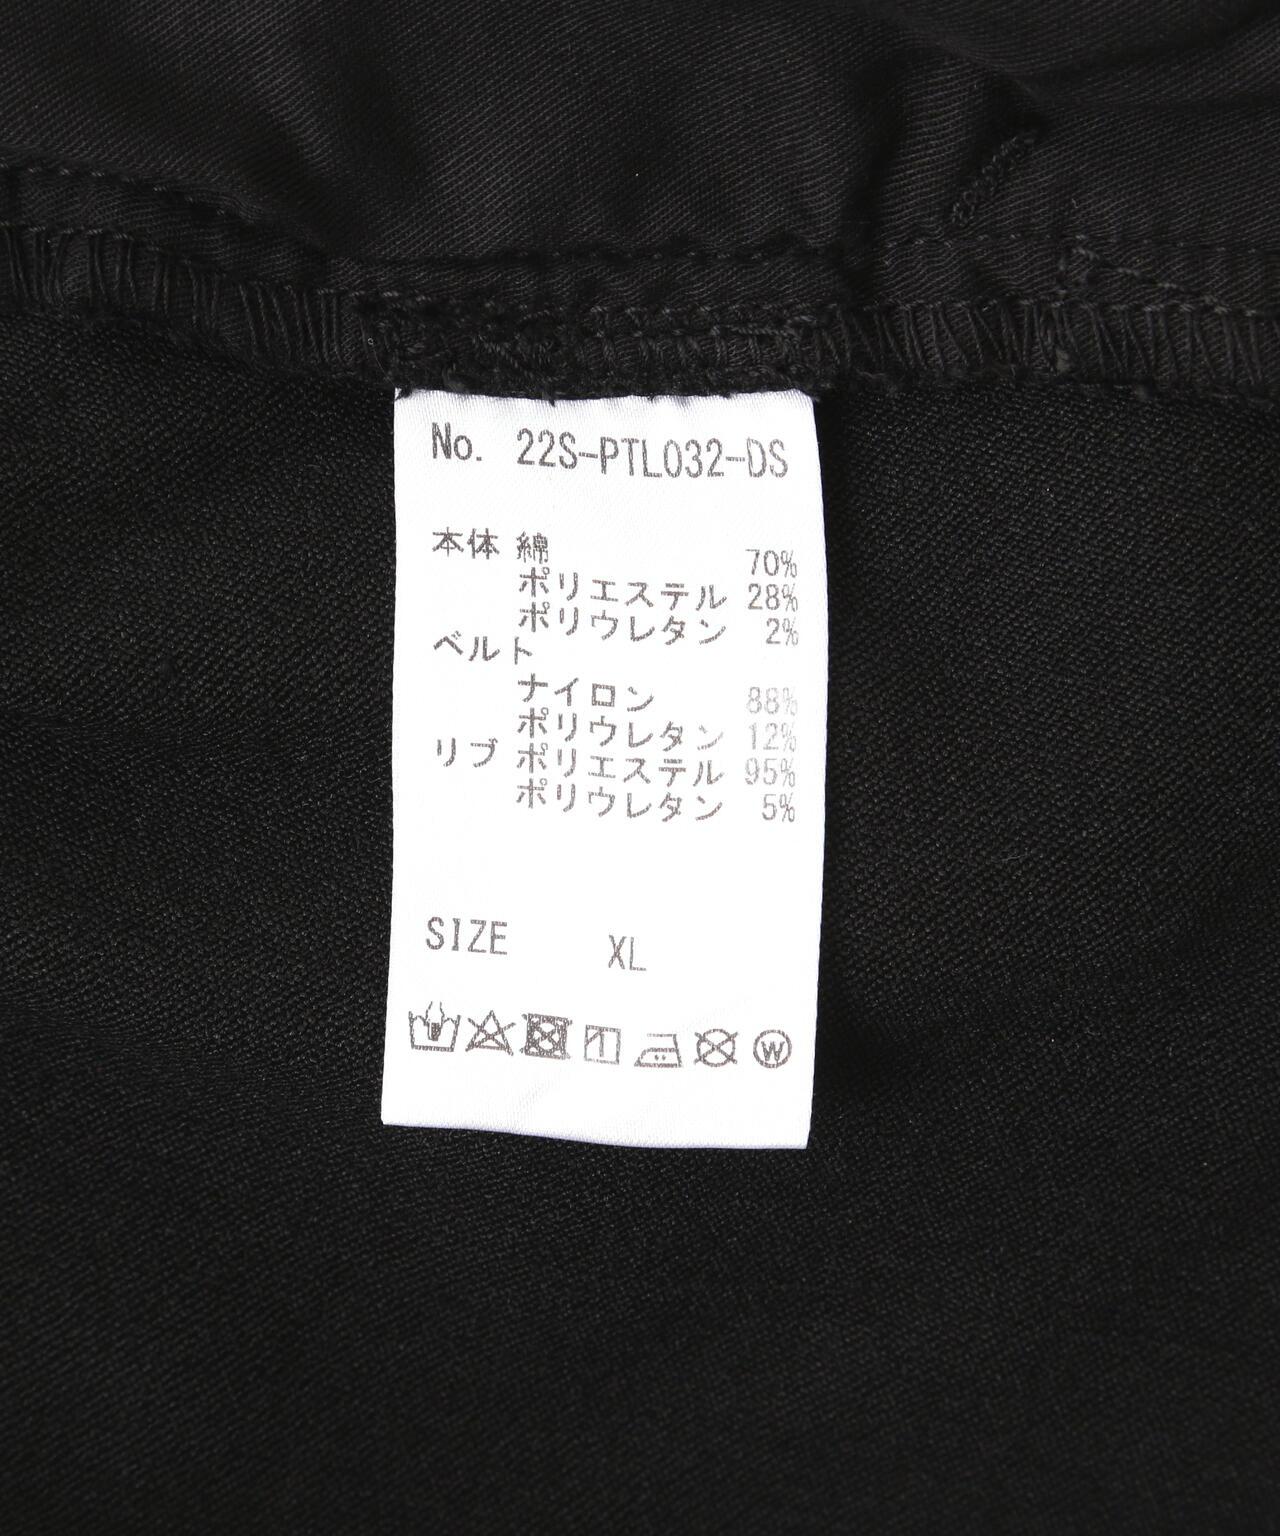 No. 22S-PTL032-DS
本体 綿 70%
ポリエステル 28%
ポリウレタン 2%
ベルト
ナイロン 88%
ポリウレタン 12%
リブ ポリエステル 95%
ポリウレタン 5%
SIZE XL
W